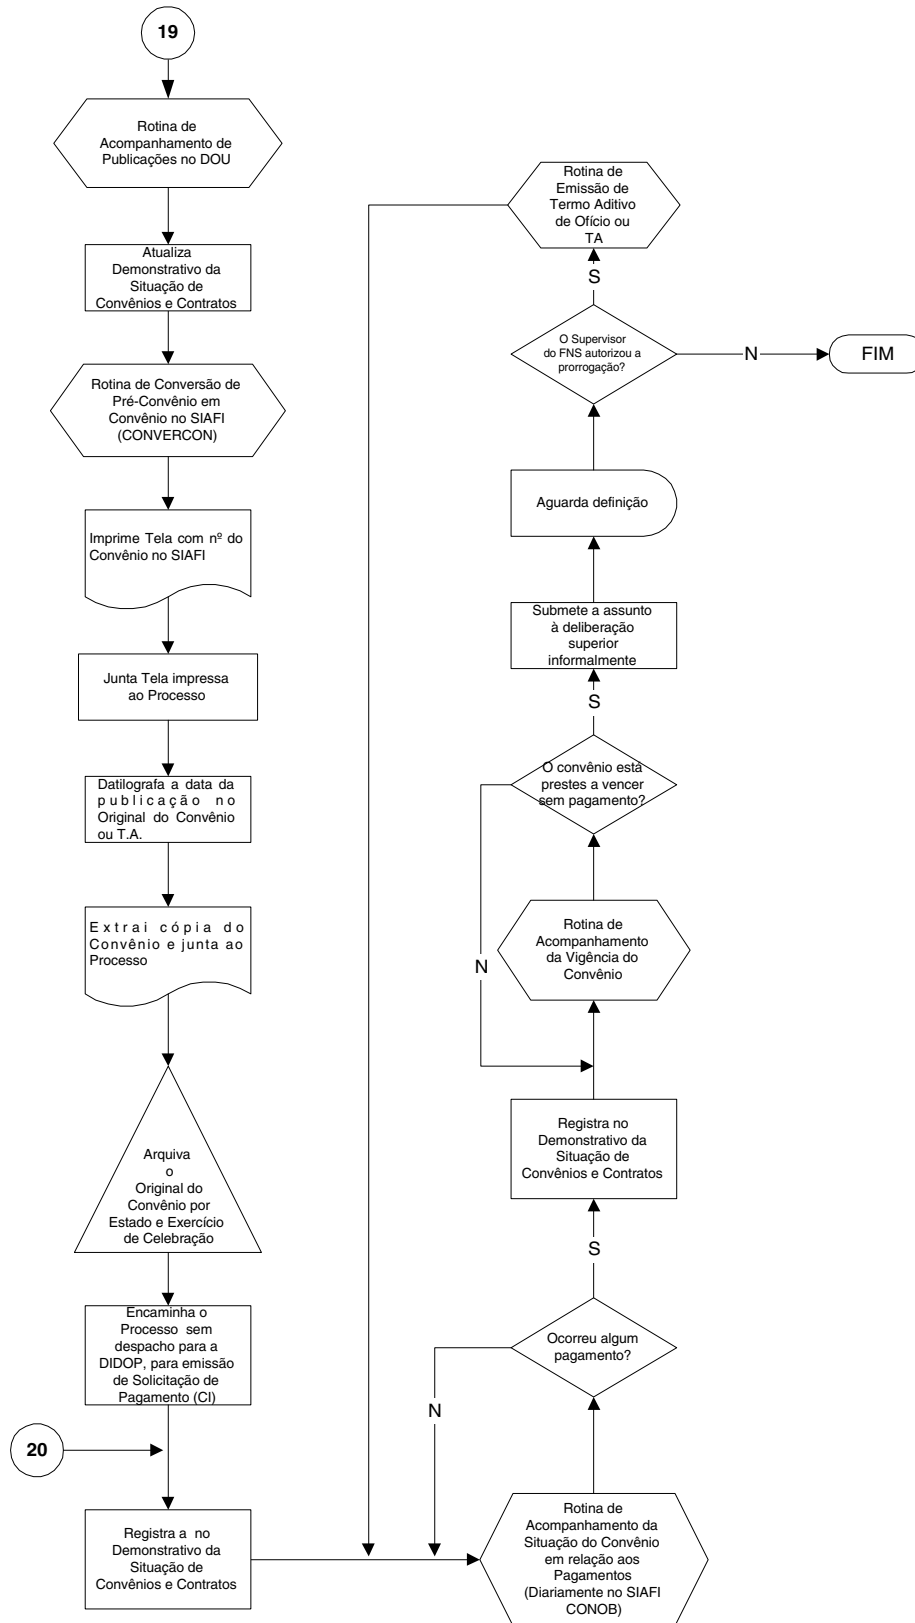 19
Rotina de
Acompanhamento de
Publicações no DOU
Atualiza
Demonstrativo da
Situação de
Convênios e Contratos
Rotina de Conversão de
Pré-Convênio em
Convênio no SIAFI
(CONVERCON)
Imprime Tela com nº do
Convênio no SIAFI
Junta Tela impressa
ao Processo
Datilografa a data da
publicação no
Original do Convênio
ou T.A.
Extrai cópia do
Convênio e junta ao
Processo
Arquiva
o
Original do
Convênio por
Estado e Exercício
de Celebração
Encaminha o
Processo sem
despacho para a
DIDOP, para emissão
de Solicitação de
Pagamento (CI)
20
Registra a no
Demonstrativo da
Situação de
Convênios e Contratos
Rotina de
Acompanhamento da
Situação do Convênio
em relação aos
Pagamentos
(Diariamente no SIAFI
CONOB)
Ocorreu algum
pagamento?
N
S
Registra no
Demonstrativo da
Situação de
Convênios e Contratos
Rotina de
Acompanhamento
da Vigência do
Convênio
O convênio está
prestes a vencer
sem pagamento?
N
S
Submete a assunto
à deliberação
superior
informalmente
Aguarda definição
O Supervisor
do FNS autorizou a
prorrogação?
N
FIM
S
Rotina de
Emissão de
Termo Aditivo
de Ofício ou
TA